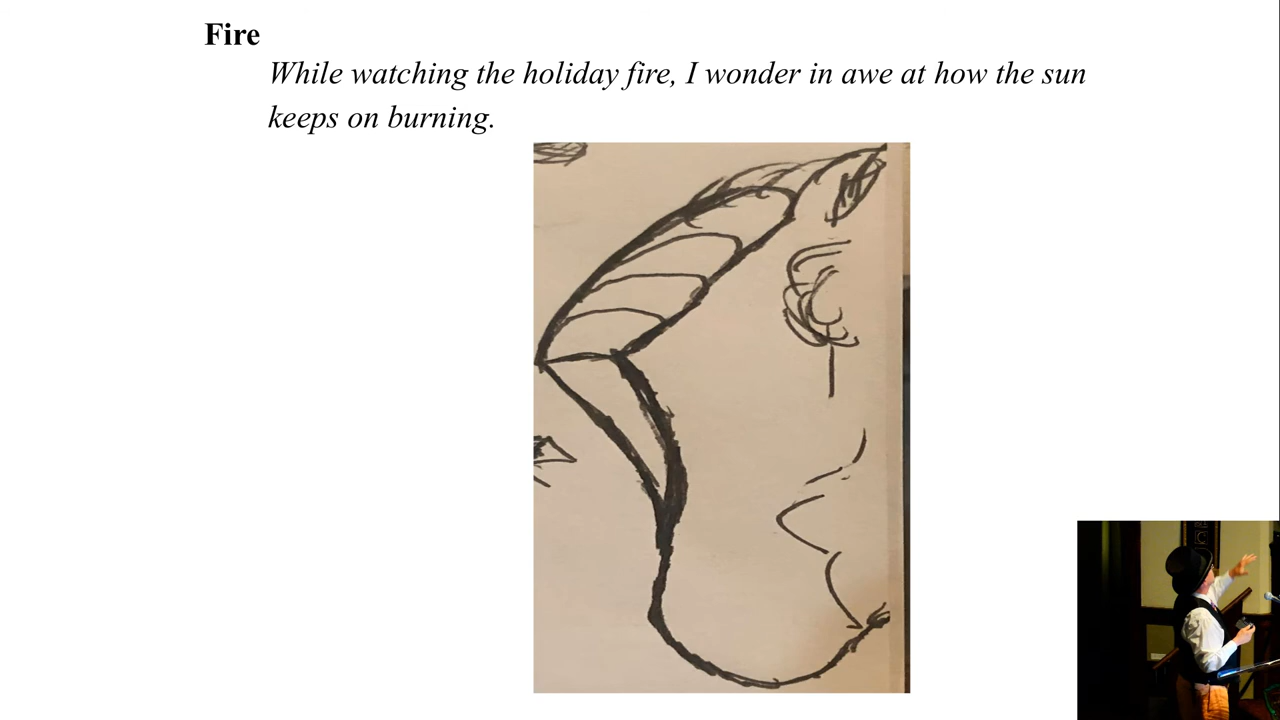 Fire
While watching the holiday fire, I wonder in awe at how the sun
keeps on burning.